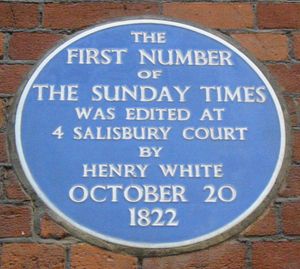 THE
FIRST NUMBER
OF
THE SUNDAY TIMES
WAS EDITED AT
4 SALISBURY COURT
BY
HENRY WHITE
OCTOBER 20
1822